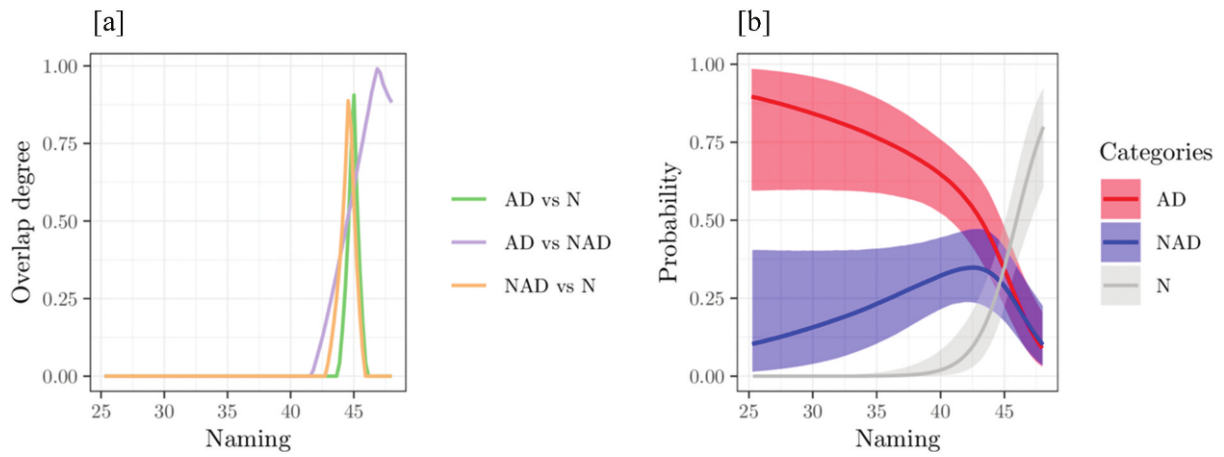 [a]
Overlap degree
1.00
0.75
0.50
0.25
0.00
25 30 35 40 45
Naming
AD vs N
AD vs NAD
NAD vs N
[b]
Probability
1.00
0.75
0.50
0.25
0.00
25 30 35 40 45
Naming
Categories
AD
NAD
N